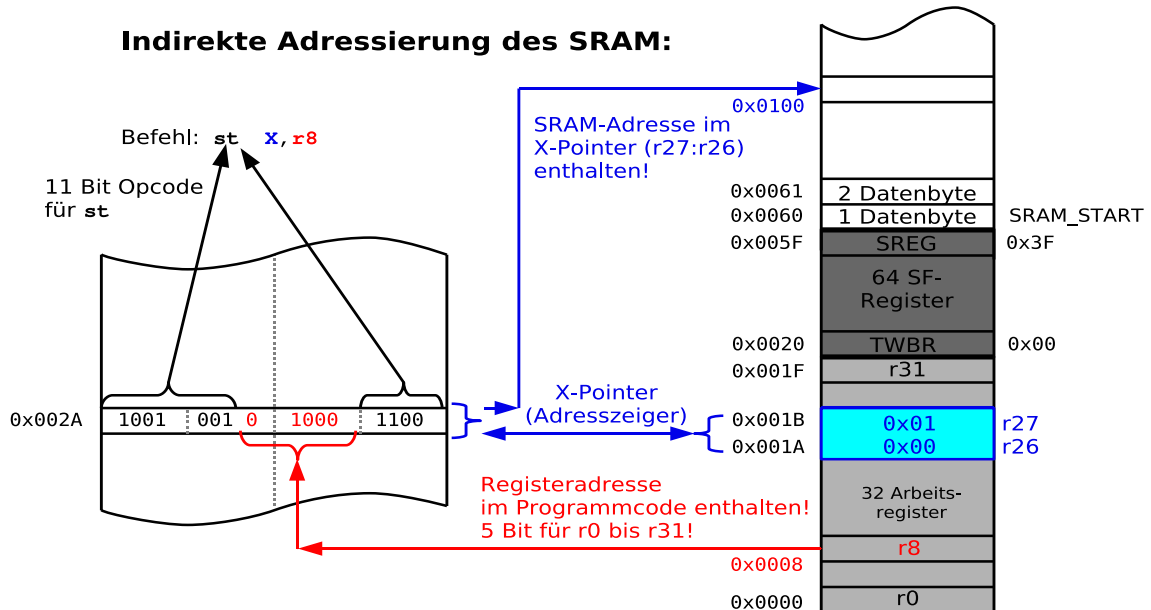 Indirekte Adressierung des SRAM:
Befehl: st X,r8
11 Bit Opcode
für st
0x002A
1001 001 0 1000 1100
SRAM-Adresse im
X-Pointer (r27:r26)
enthalten!
X-Pointer
(Adresszeiger)
Registeradresse
im Programmcode enthalten!
5 Bit für r0 bis r31!
0x0100
0x0061 2 Datenbyte
0x0060 1 Datenbyte SRAM_START
0x005F SREG 0x3F
64 SF-
Register
0x0020 TWBR 0x00
0x001F r31
0x001B 0x01 r27
0x001A 0x00 r26
32 Arbeits-
register
r8
0x0008
0x0000 r0